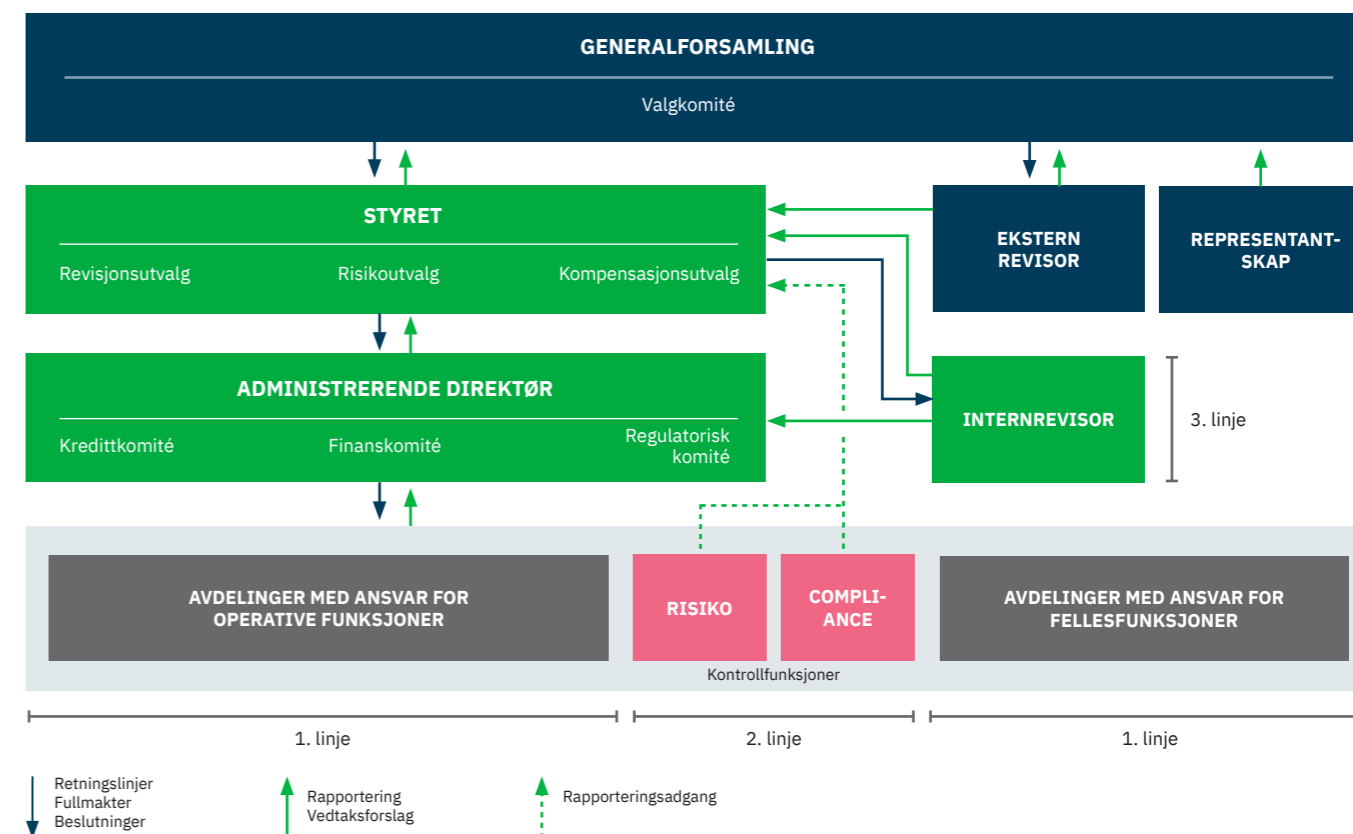 GENERALFORSAMLING
Valgkomité
STYRET
Revisjonsutvalg
Risikoutvalg
Kompensasjonsutvalg
EKSTERN
REVISOR
REPRESENTANT-
SKAP
ADMINISTRERENDE DIREKTØR
Kredittkomité
Finanskomité
Regulatorisk
komité
INTERNREVISOR
3. linje
AVDELINGER MED ANSVAR FOR
OPERATIVE FUNKSJONER
RISIKO
COMPLI-
ANCE
AVDELINGER MED ANSVAR FOR
FELLESFUNKSJONER
Kontrollfunksjoner
1. linje
2. linje
1. linje
Retningslinjer
Fullmakter
Beslutninger
Rapportering
Vedtaksforslag
Rapporteringsadgang